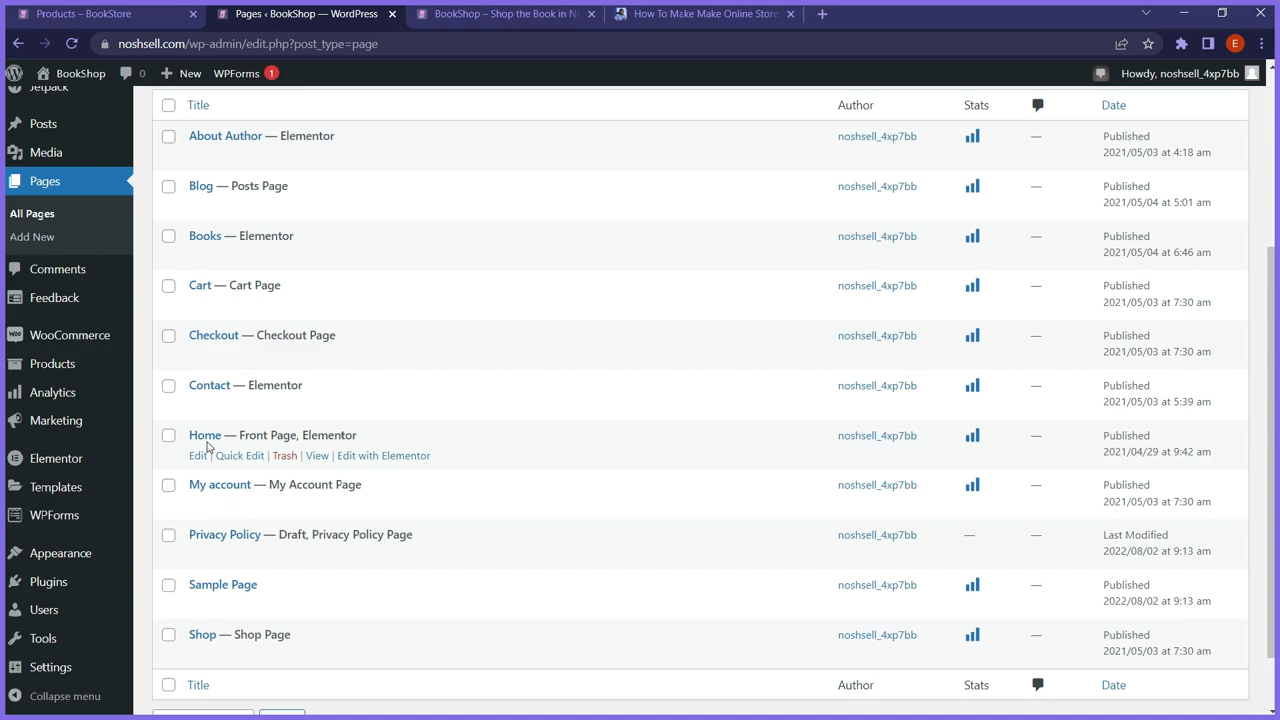 Products – BookStore
Pages ‹ BookShop — WordPress
BookShop – Shop the Book in N
How To Make Make Online Store
noshsell.com/wp-admin/edit.php?post_type=page
E
BookShop
0
New
WPForms
1
Howdy, noshsell_4xp7bb
Jetpack
Posts
Media
Pages
All Pages
Add New
Comments
Feedback
WooCommerce
Products
Analytics
Marketing
Elementor
Templates
WPForms
Appearance
Plugins
Users
Tools
Settings
Collapse menu
Title Author Stats Date
About Author — Elementor noshsell_4xp7bb — Published
2021/05/03 at 4:18 am
Blog — Posts Page noshsell_4xp7bb — Published
2021/05/04 at 5:01 am
Books — Elementor noshsell_4xp7bb — Published
2021/05/04 at 6:46 am
Cart — Cart Page noshsell_4xp7bb — Published
2021/05/03 at 7:30 am
Checkout — Checkout Page noshsell_4xp7bb — Published
2021/05/03 at 7:30 am
Contact — Elementor noshsell_4xp7bb — Published
2021/05/03 at 5:39 am
Home — Front Page, Elementor noshsell_4xp7bb — Published
Edit | Quick Edit | Trash | View | Edit with Elementor 2021/04/29 at 9:42 am
My account — My Account Page noshsell_4xp7bb — Published
2021/05/03 at 7:30 am
Privacy Policy — Draft, Privacy Policy Page noshsell_4xp7bb — — Last Modified
2022/08/02 at 9:13 am
Sample Page noshsell_4xp7bb — Published
2022/08/02 at 9:13 am
Shop — Shop Page noshsell_4xp7bb — Published
2021/05/03 at 7:30 am
Title Author Stats Date